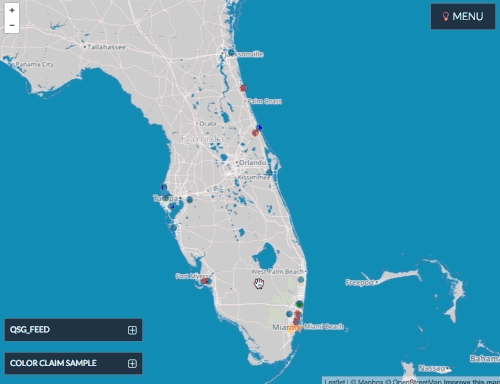 +
MENU
-
Jacksonville
Tallahassee
Panama City
Palm Coast
Ocala
FLORIDA
Orlando
Kissimmee
Tampa
West Palm Beach
Fort Myers
Freeport
QSG_FEED
Miami
Miami Beach
COLOR CLAIM SAMPLE
Bahama
Nassau
Leaflet | © Mapbox © OpenStreetMap Improve this map